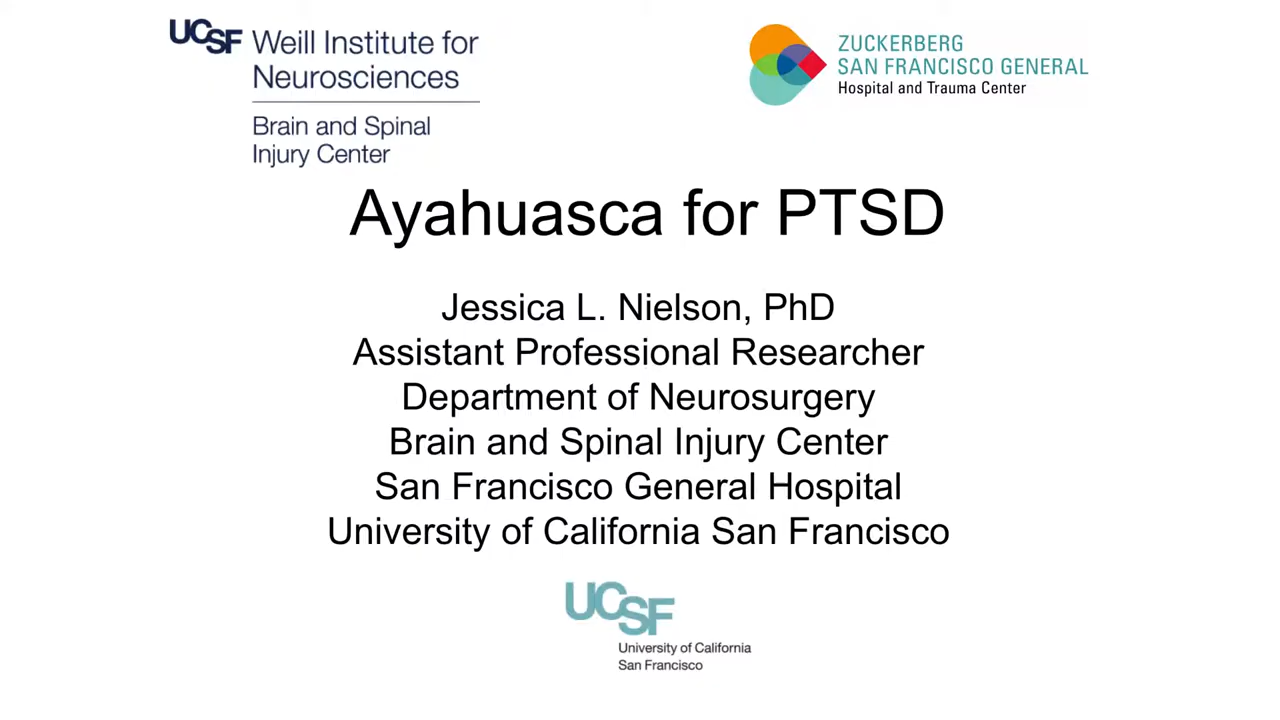 UCSF Weill Institute for
Neurosciences
Brain and Spinal
Injury Center
ZUCKERBERG
SAN FRANCISCO GENERAL
Hospital and Trauma Center
Ayahuasca for PTSD
Jessica L. Nielson, PhD
Assistant Professional Researcher
Department of Neurosurgery
Brain and Spinal Injury Center
San Francisco General Hospital
University of California San Francisco
UCSF
University of California
San Francisco